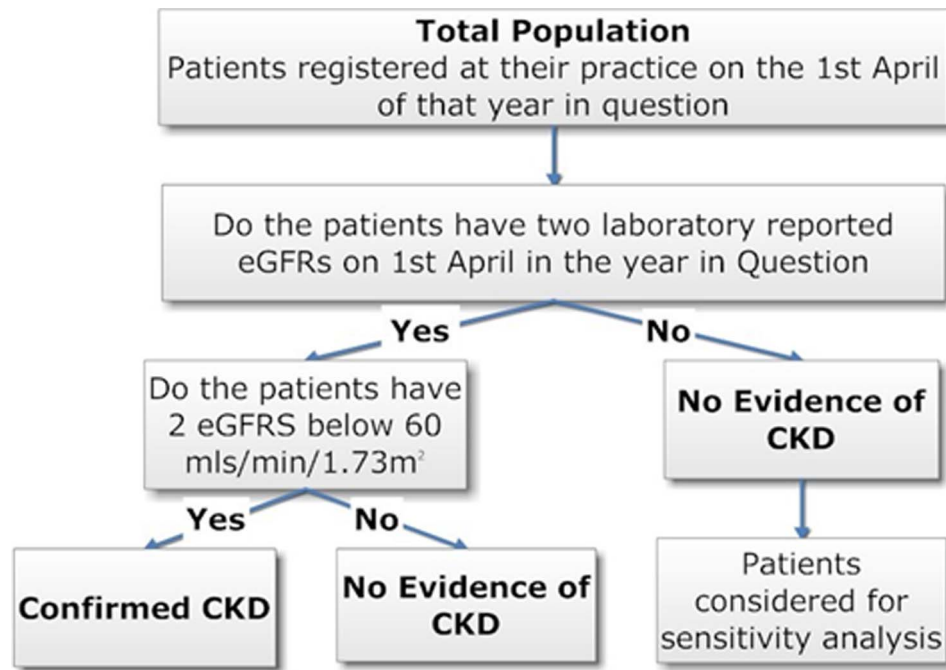 Total Population
Patients registered at their practice on the 1st April
of that year in question
Do the patients have two laboratory reported
eGFRs on 1st April in the year in Question
Yes
No
Do the patients have
2 eGFRS below 60
mls/min/1.73m²
No Evidence of
CKD
Yes
No
Confirmed CKD
No Evidence of
CKD
Patients
considered for
sensitivity analysis